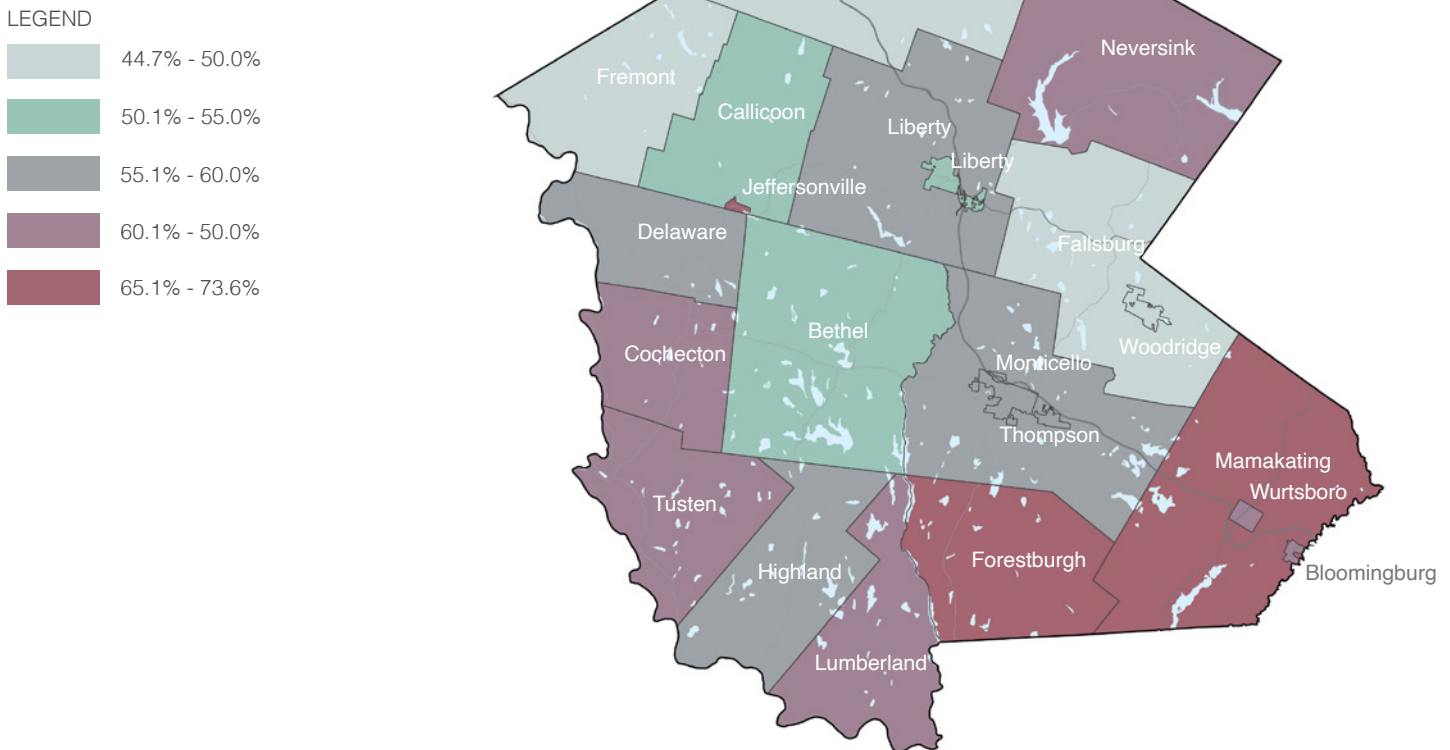 LEGEND
44.7% - 50.0%
50.1% - 55.0%
55.1% - 60.0%
60.1% - 50.0%
65.1% - 73.6%
Neversink
Fremont
Callicoon
Liberty
Liberty
Jeffersonville
Delaware
Fallsburg
Bethel
Woodridge
Cochecton
Monticello
Thompson
Mamakating
Wurtsboro
Tusten
Forestburgh
Highland
Bloomingburg
Lumberland